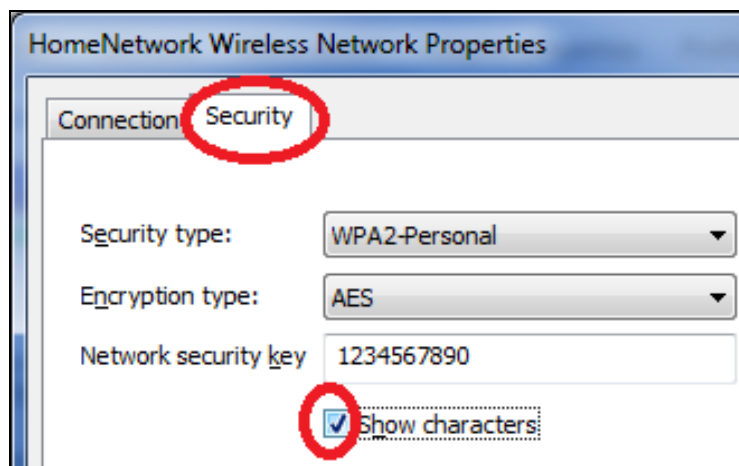 HomeNetwork Wireless Network Properties
Connection Security
Security type: WPA2-Personal
Encryption type: AES
Network security key 1234567890
Show characters